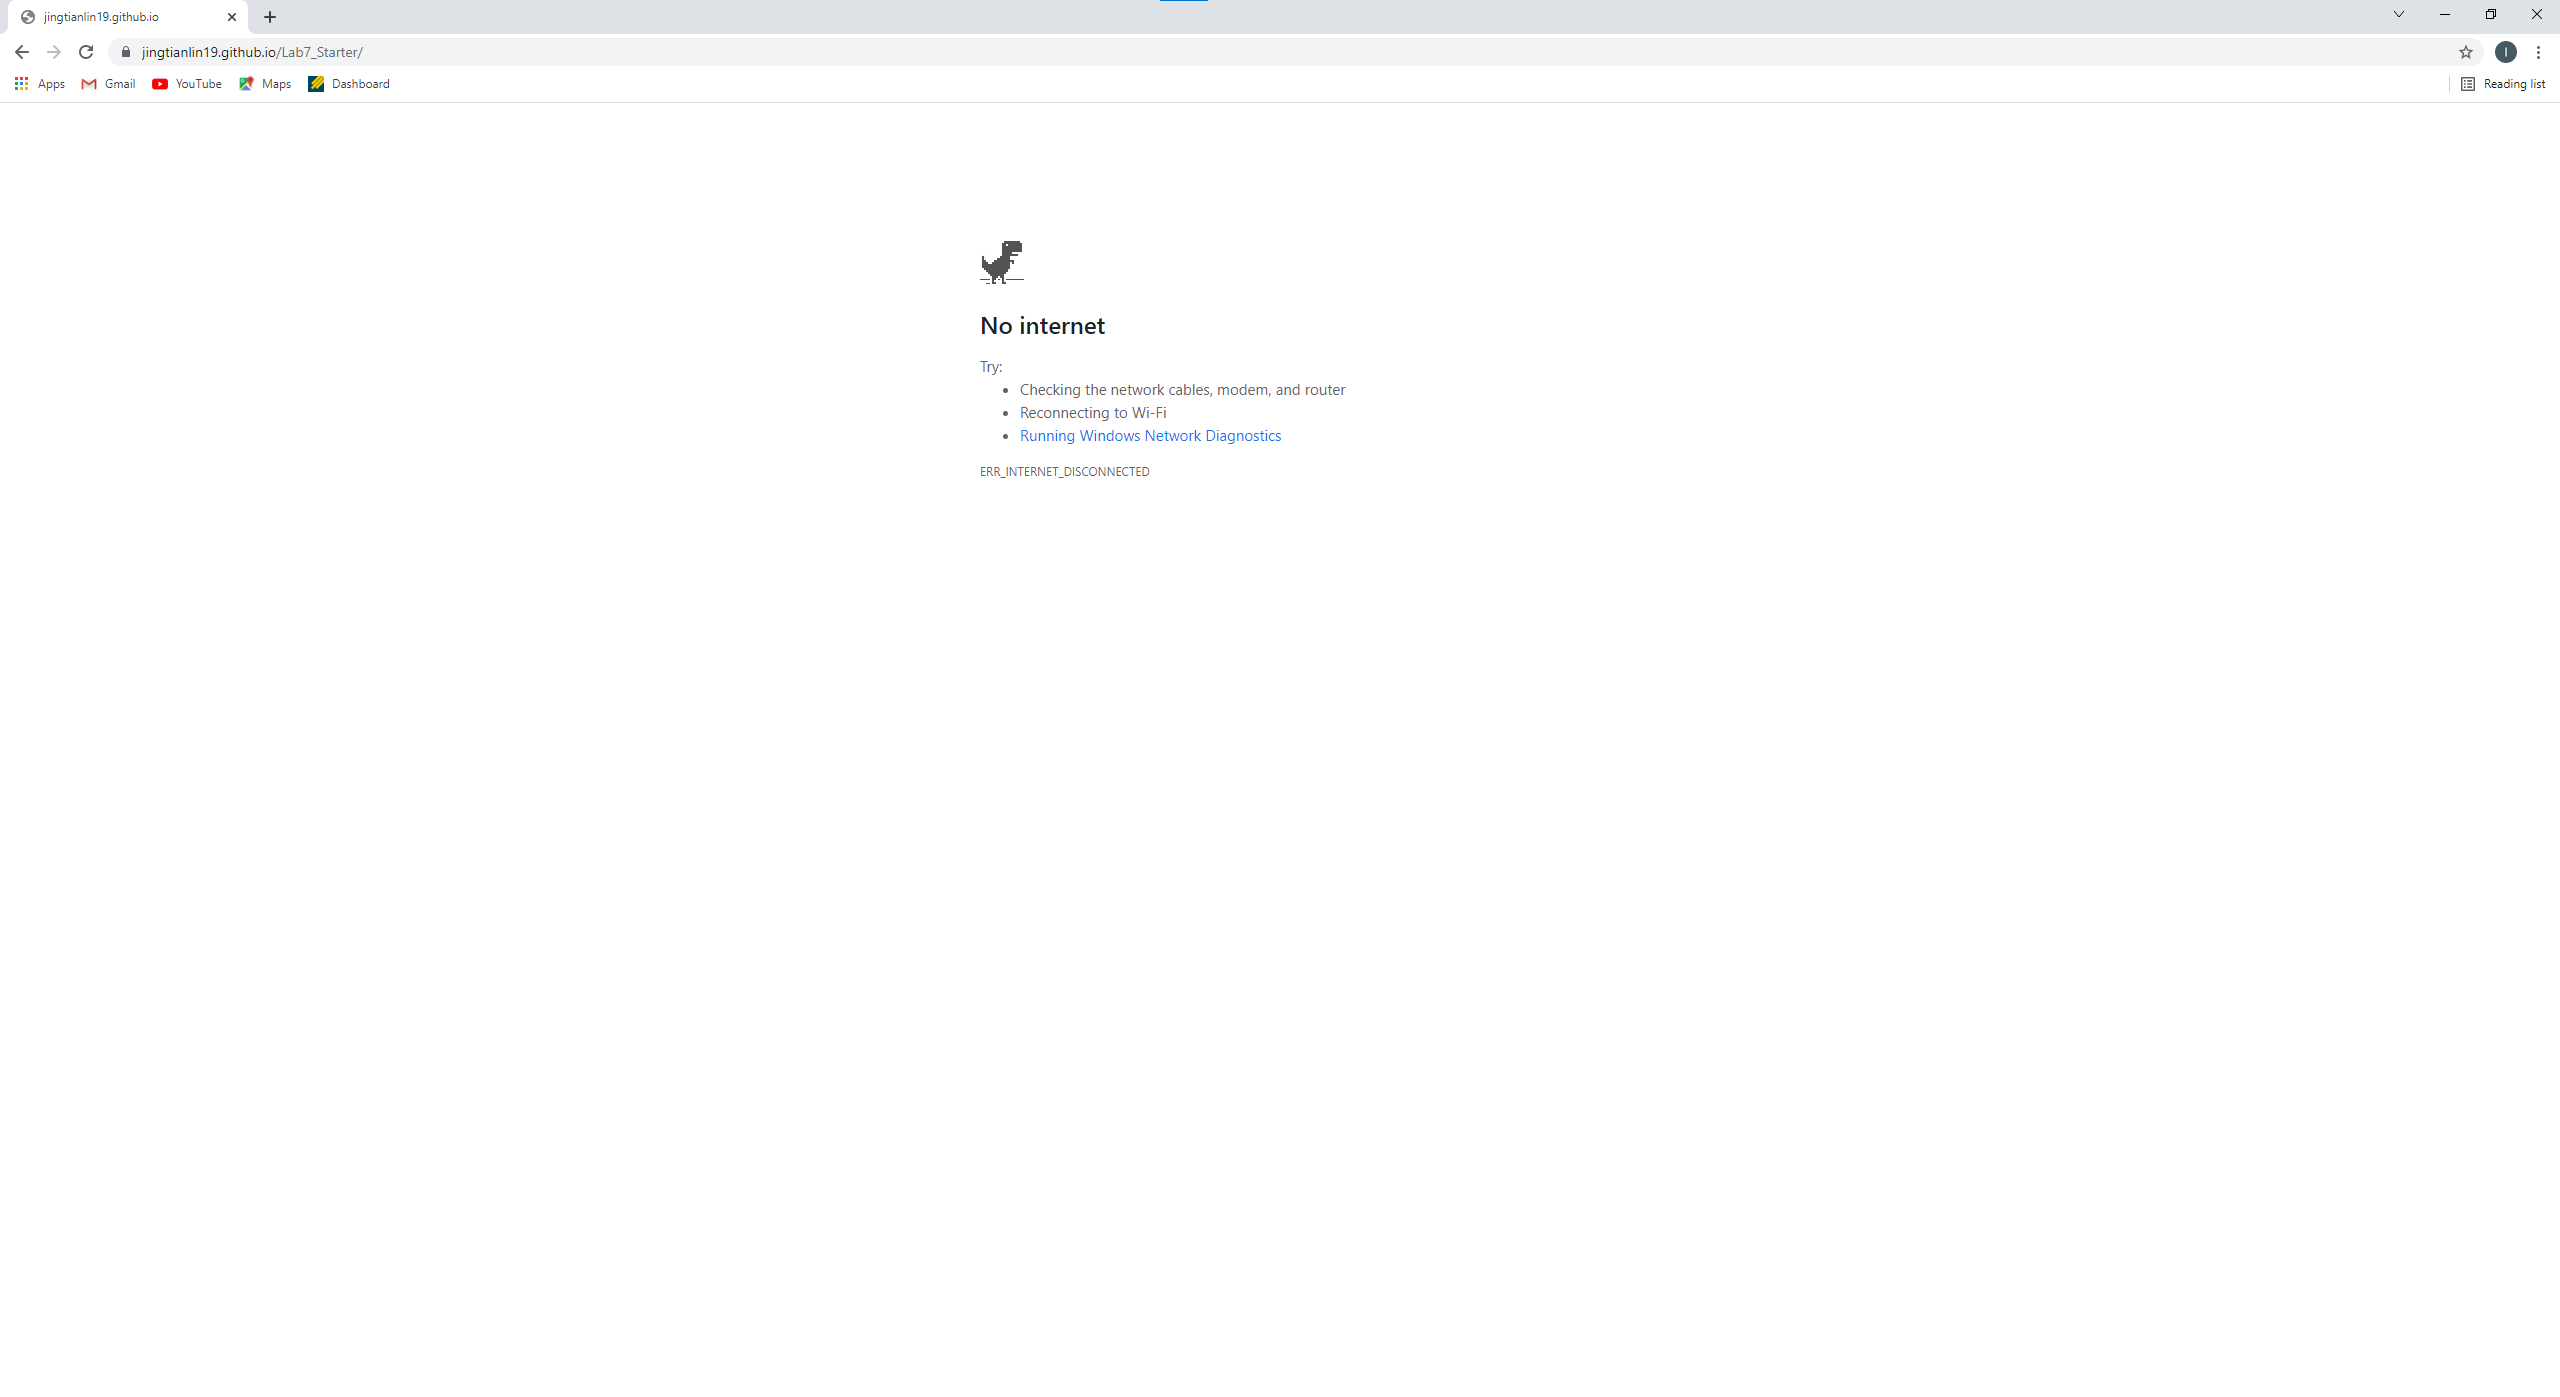 jingtianlin19.github.io
jingtianlin19.github.io/Lab7_Starter/
I
Apps Gmail YouTube Maps Dashboard Reading list
No internet
Try:
• Checking the network cables, modem, and router
• Reconnecting to Wi-Fi
• Running Windows Network Diagnostics
ERR_INTERNET_DISCONNECTED